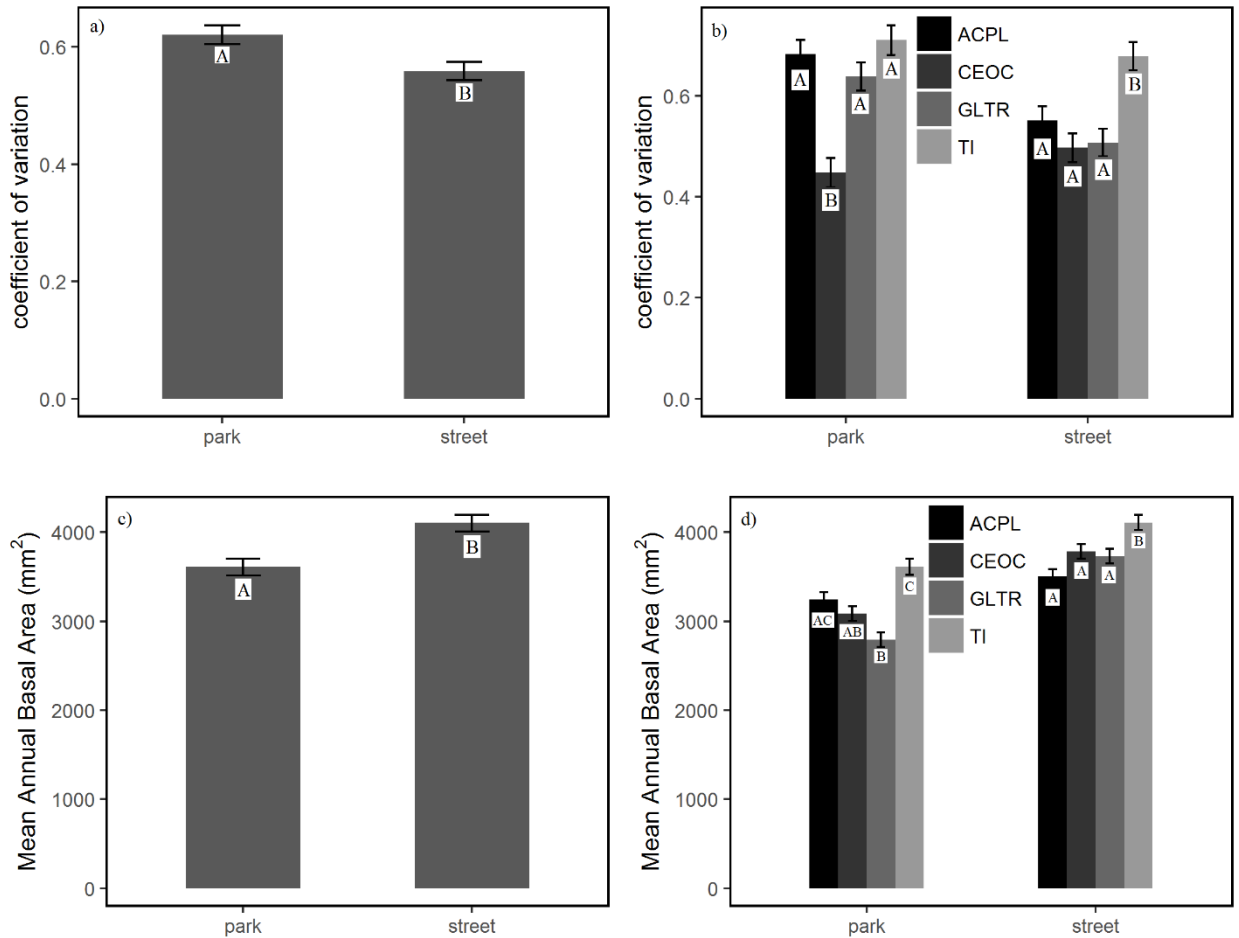 a)
coefficient of variation
0.6
0.4
0.2
0.0
A
B
park
street
b)
coefficient of variation
0.6
0.4
0.2
0.0
ACPL
CEOC
GLTR
TI
A
B
A
A
A
A
A
B
park
street
c)
Mean Annual Basal Area (mm²)
4000
3000
2000
1000
0
A
B
park
street
d)
Mean Annual Basal Area (mm²)
4000
3000
2000
1000
0
ACPL
CEOC
GLTR
TI
AC
AB
B
C
A
A
A
B
park
street